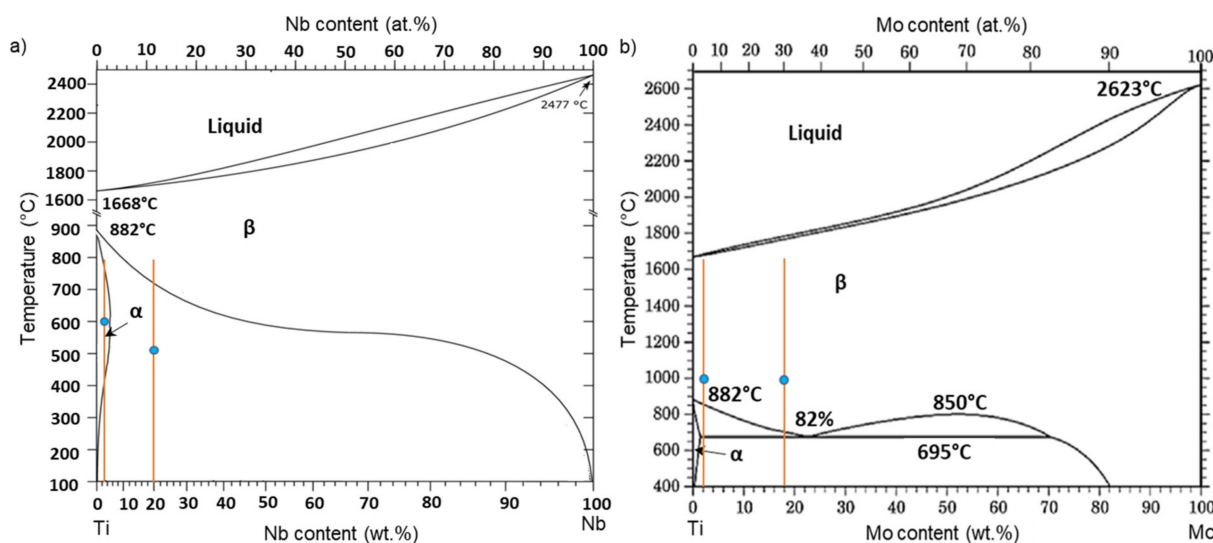 a)
Nb content (at.%)
0 10 20 30 40 50 60 70 80 90 100
2400
2200
2000
1800
1600
900
800
700
600
500
400
300
200
100
Temperature (°C)
Liquid
2477 °C
1668°C
882°C
β
α
0 10 20 30 40 50 60 70 80 90 100
Ti
Nb
Nb content (wt.%)
b)
Mo content (at.%)
0 10 20 30 40 50 60 70 80 90 100
2600
2400
2200
2000
1800
1600
1400
1200
1000
800
600
400
Temperature (°C)
2623°C
Liquid
β
882°C
82%
850°C
695°C
α
0 10 20 30 40 50 60 70 80 90 100
Ti
Mo
Mo content (wt.%)